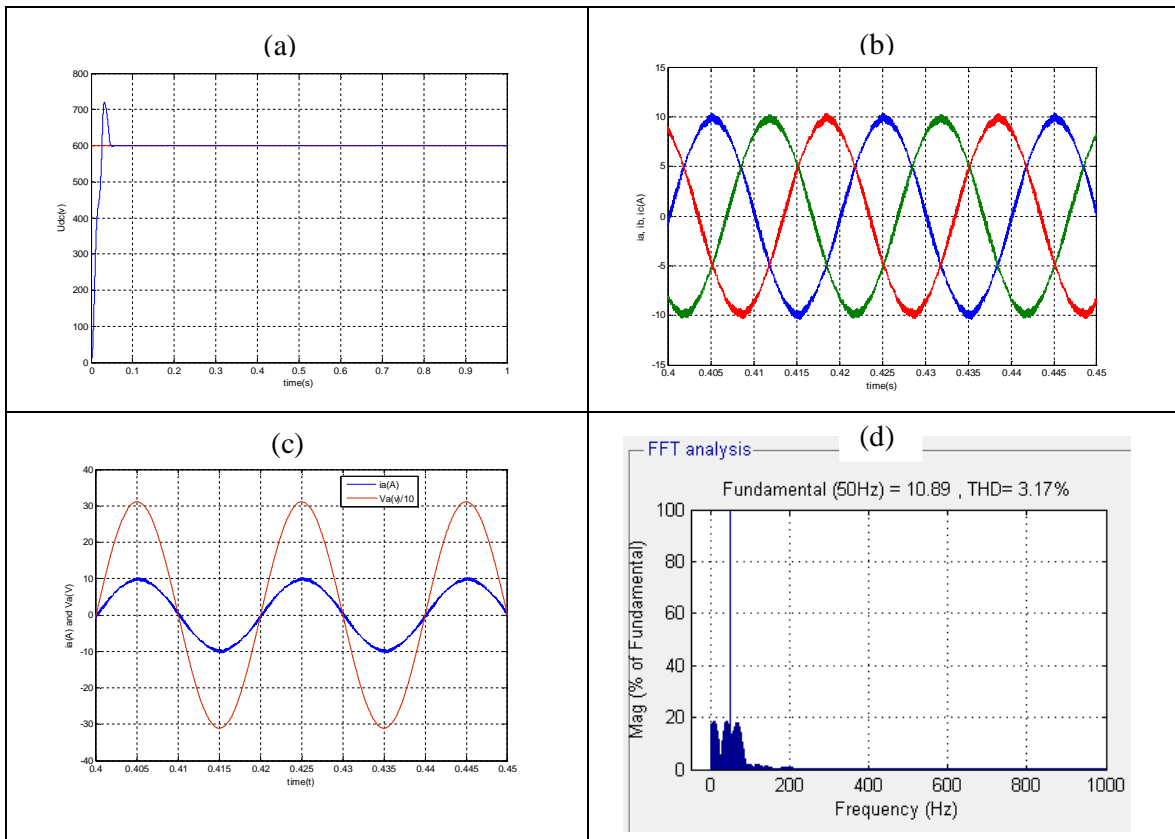 (a)
800
700
600
500
400
300
200
100
0
Udc(v)
0 0.1 0.2 0.3 0.4 0.5 0.6 0.7 0.8 0.9 1
time(s)
(b)
15
10
5
0
-5
-10
-15
ia, ib, ic(A)
0.4 0.405 0.41 0.415 0.42 0.425 0.43 0.435 0.44 0.445 0.45
time(s)
(c)
40
30
20
10
0
-10
-20
-30
-40
ia(A) and Va(V)
ia(A)
Va(v)/10
0.4 0.405 0.41 0.415 0.42 0.425 0.43 0.435 0.44 0.445 0.45
time(t)
(d)
FFT analysis
Fundamental (50Hz) = 10.89 , THD= 3.17%
100
80
60
40
20
0
Mag (% of Fundamental)
0 200 400 600 800 1000
Frequency (Hz)